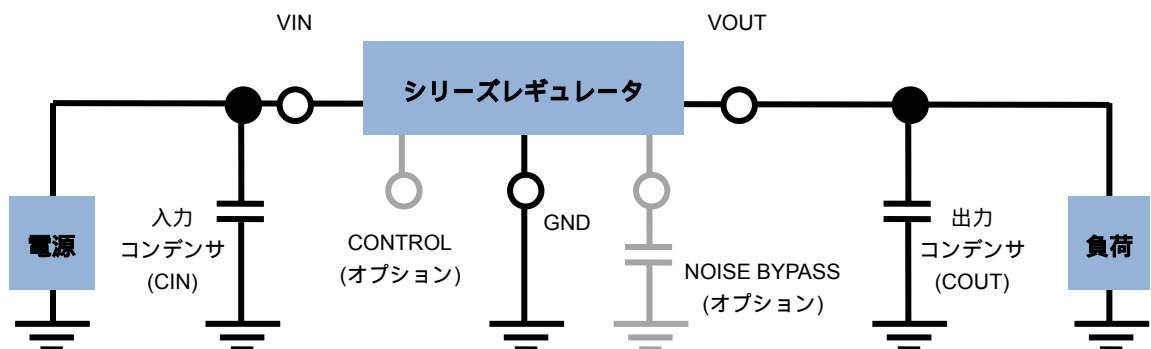 VIN
VOUT
シリーズレギュレータ
電源
入力
コンデンサ
(CIN)
CONTROL
(オプション)
GND
NOISE BYPASS
(オプション)
出力
コンデンサ
(COUT)
負荷